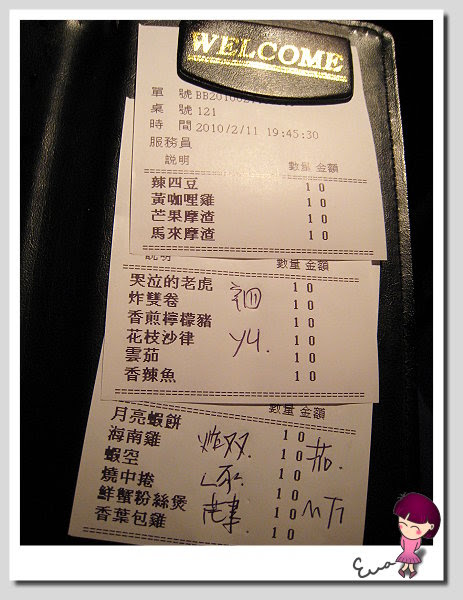 WELCOME
單 號
桌 號 121
時 間 2010/2/11 19:45:30
服務員
說明 數量 金額
辣四豆 1 0
黃咖哩雞 1 0
芒果摩渣 1 0
馬來摩渣 1 0
說明 數量 金額
哭泣的老虎 1 0
炸雙卷 1 0
香煎檸檬豬 1 0
花枝沙律 1 0
雲茄 1 0
香辣魚 1 0
數量 金額
月亮蝦餅 1 0
海南雞 1 0
蝦空 1 0
燒中捲 1 0
鮮蟹粉絲煲 1 0
香葉包雞 1 0
Eva